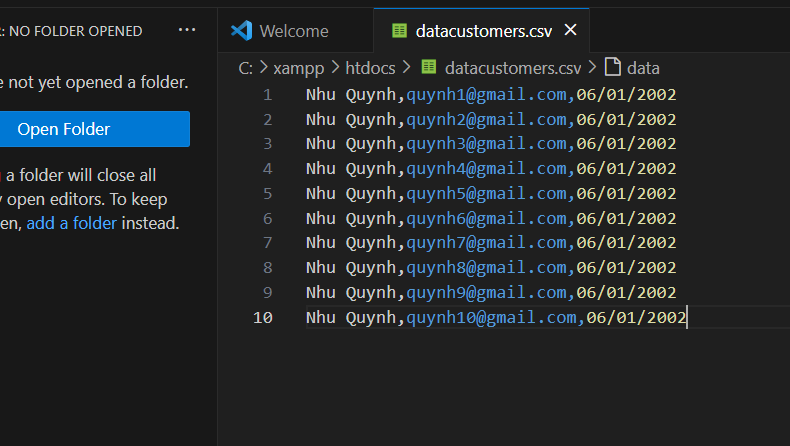 : NO FOLDER OPENED ···
not yet opened a folder.
Open Folder
a folder will close all
open editors. To keep
en, add a folder instead.
Welcome
datacustomers.csv ×
C: > xampp > htdocs > datacustomers.csv > data
1 Nhu Quynh,quynh1@gmail.com,06/01/2002
2 Nhu Quynh,quynh2@gmail.com,06/01/2002
3 Nhu Quynh,quynh3@gmail.com,06/01/2002
4 Nhu Quynh,quynh4@gmail.com,06/01/2002
5 Nhu Quynh,quynh5@gmail.com,06/01/2002
6 Nhu Quynh,quynh6@gmail.com,06/01/2002
7 Nhu Quynh,quynh7@gmail.com,06/01/2002
8 Nhu Quynh,quynh8@gmail.com,06/01/2002
9 Nhu Quynh,quynh9@gmail.com,06/01/2002
10 Nhu Quynh,quynh10@gmail.com,06/01/2002